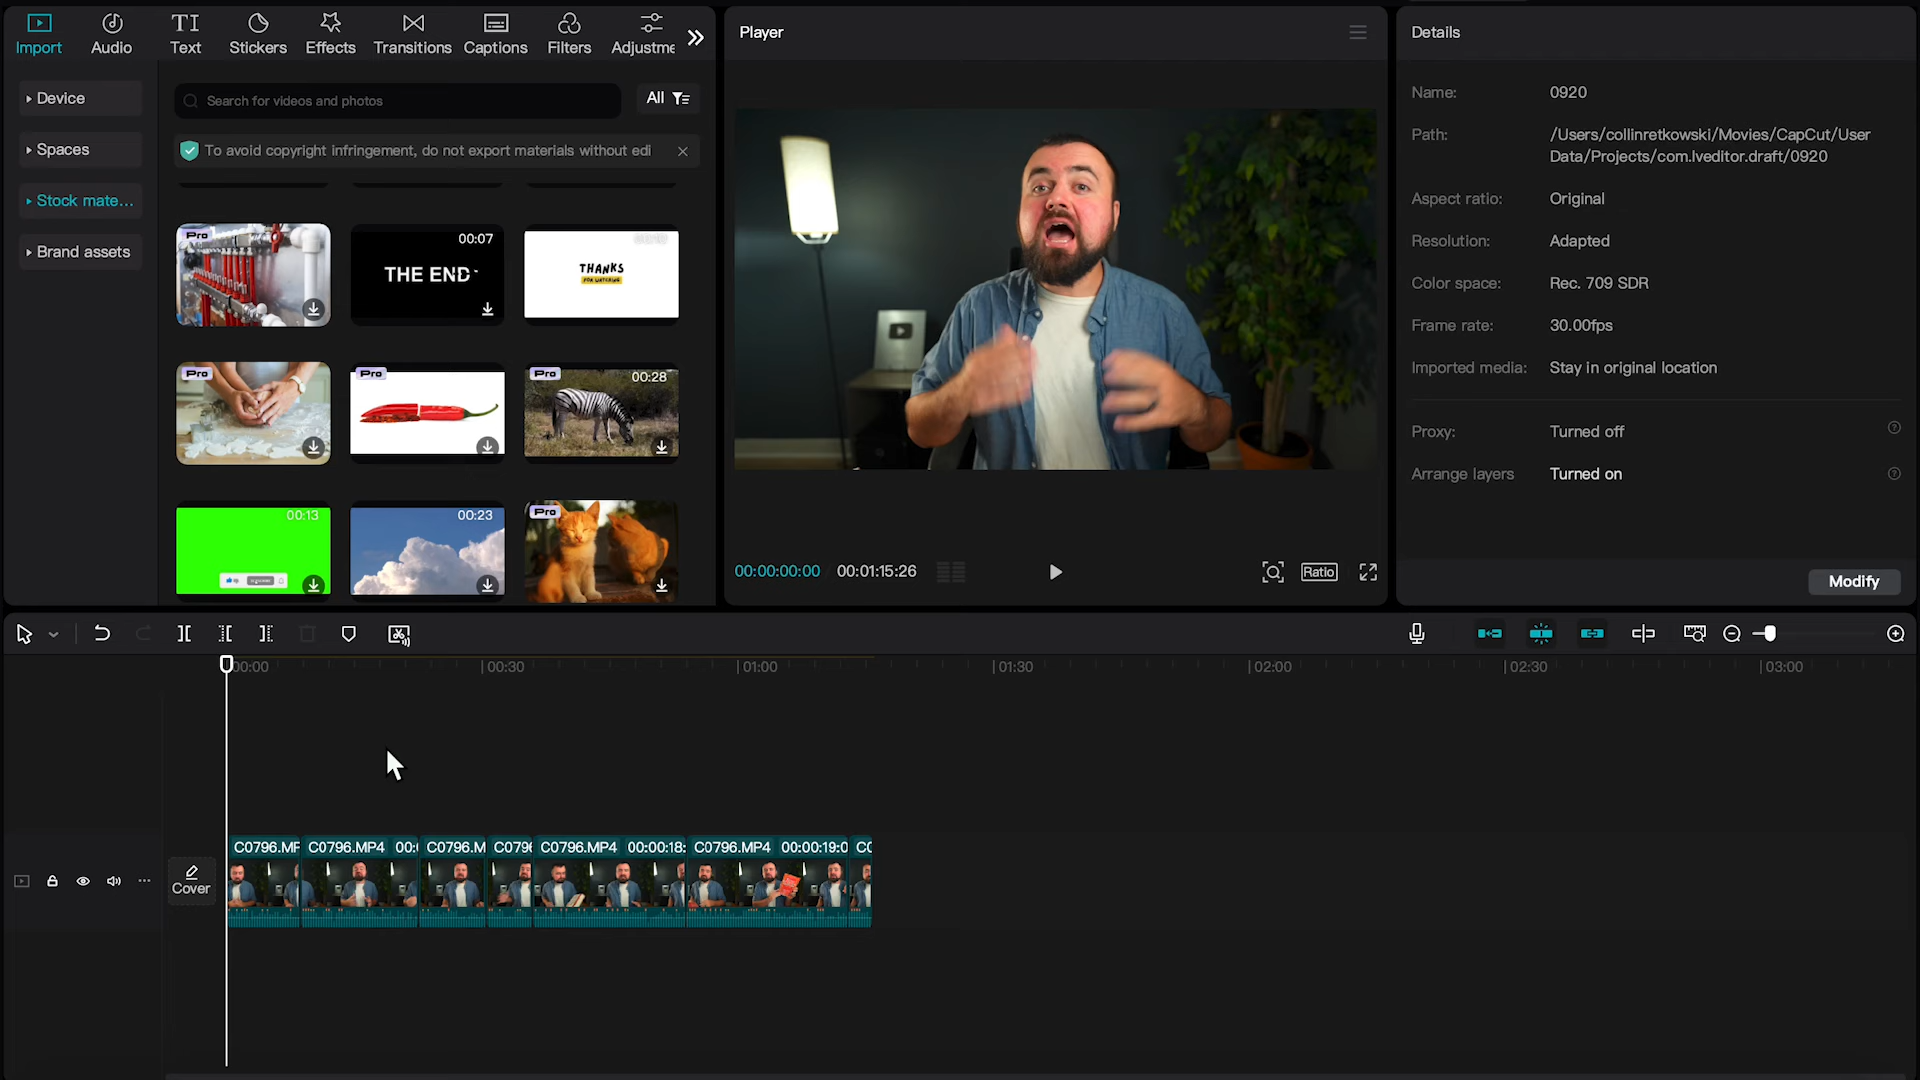 Import
Audio
Text
Stickers
Effects
Transitions
Captions
Filters
Adjustme
Player
Details
Device
Spaces
Stock mate...
Brand assets
Search for videos and photos
All
To avoid copyright infringement, do not export materials without edi
Pro
00:07
THE END
THANKS
FOR WATCHING
Pro
Pro
Pro
00:28
00:13
00:23
Pro
00:00:00:00
00:01:15:26
Ratio
Name:
0920
Path:
/Users/collinretkowski/Movies/CapCut/User
Data/Projects/com.lveditor.draft/0920
Aspect ratio:
Original
Resolution:
Adapted
Color space:
Rec. 709 SDR
Frame rate:
30.00fps
Imported media:
Stay in original location
Proxy:
Turned off
Arrange layers
Turned on
Modify
00:00
00:30
01:00
01:30
02:00
02:30
03:00
Cover
C0796.MP
C0796.MP4 00:
C0796.M
C0796
C0796.MP4 00:00:18:
C0796.MP4 00:00:19:0
C0